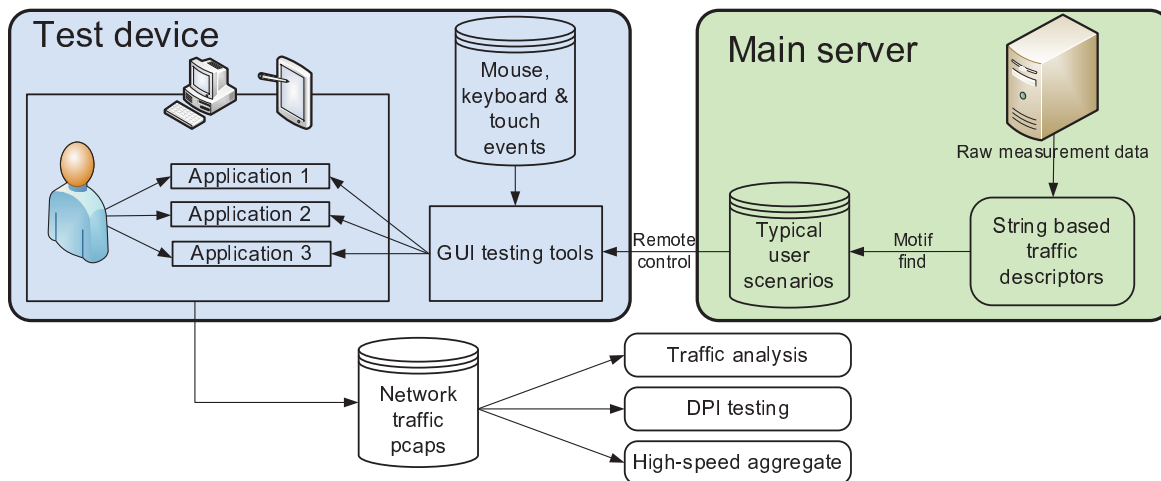 Test device
Mouse,
keyboard &
touch
events
Application 1
Application 2
Application 3
GUI testing tools
Remote
control
Main server
Raw measurement data
Typical
user
scenarios
Motif
find
String based
traffic
descriptors
Network
traffic
pcaps
Traffic analysis
DPI testing
High-speed aggregate